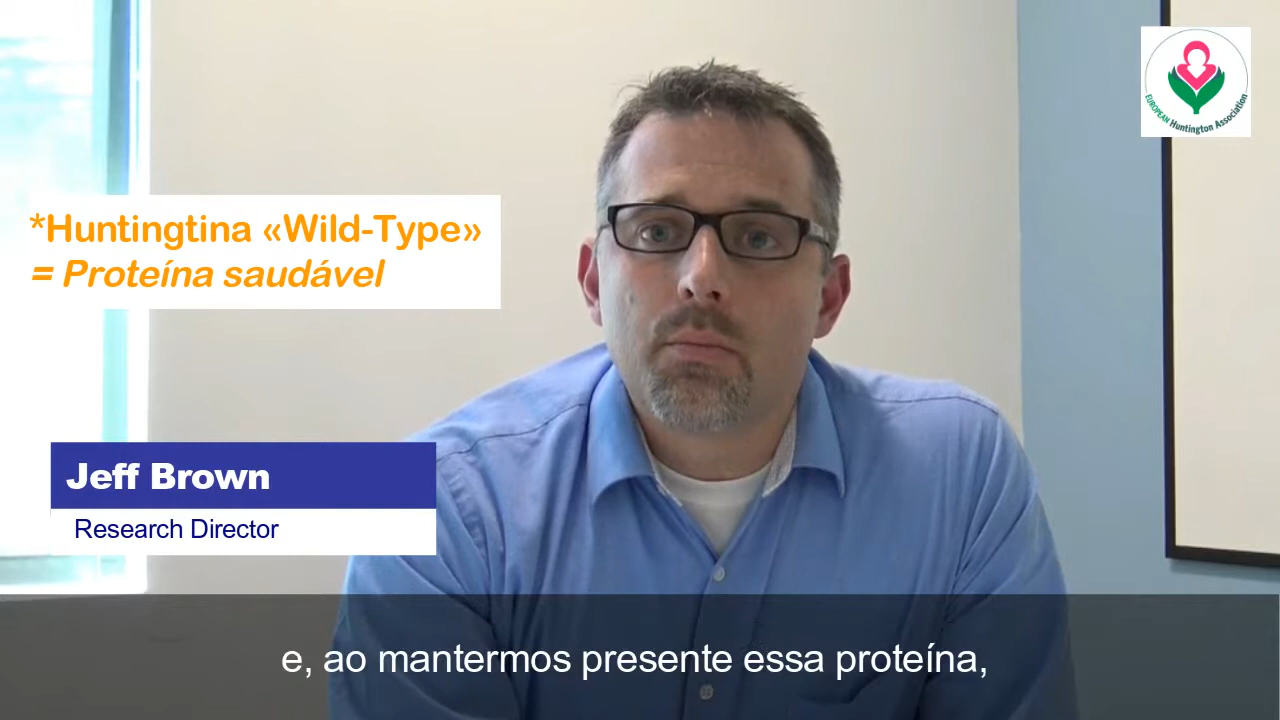 EUROPEAN Huntington Association
*Huntingtina «Wild-Type»
= Proteína saudável
Jeff Brown
Research Director
e, ao mantermos presente essa proteína,